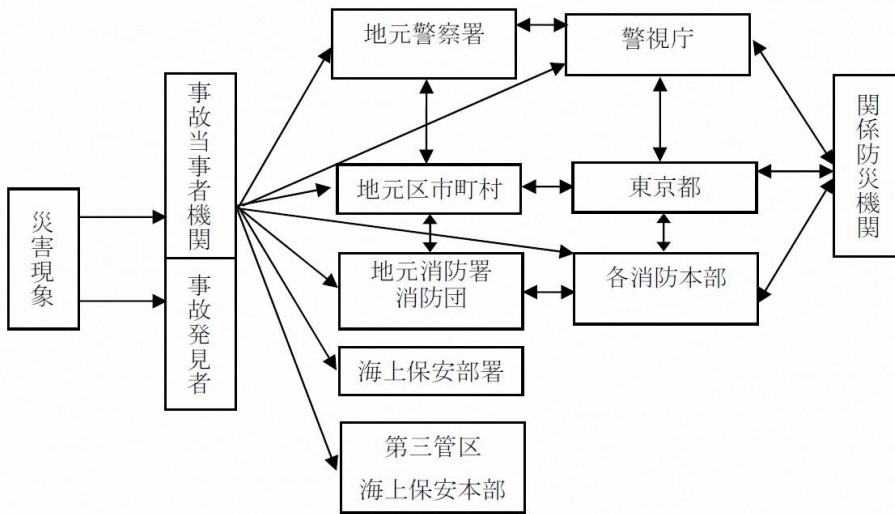 災害現象
事故当事者機関
事故発見者
地元警察署
警視庁
地元区市町村
東京都
地元消防署
消防団
各消防本部
海上保安部署
第三管区
海上保安本部
関係防災機関